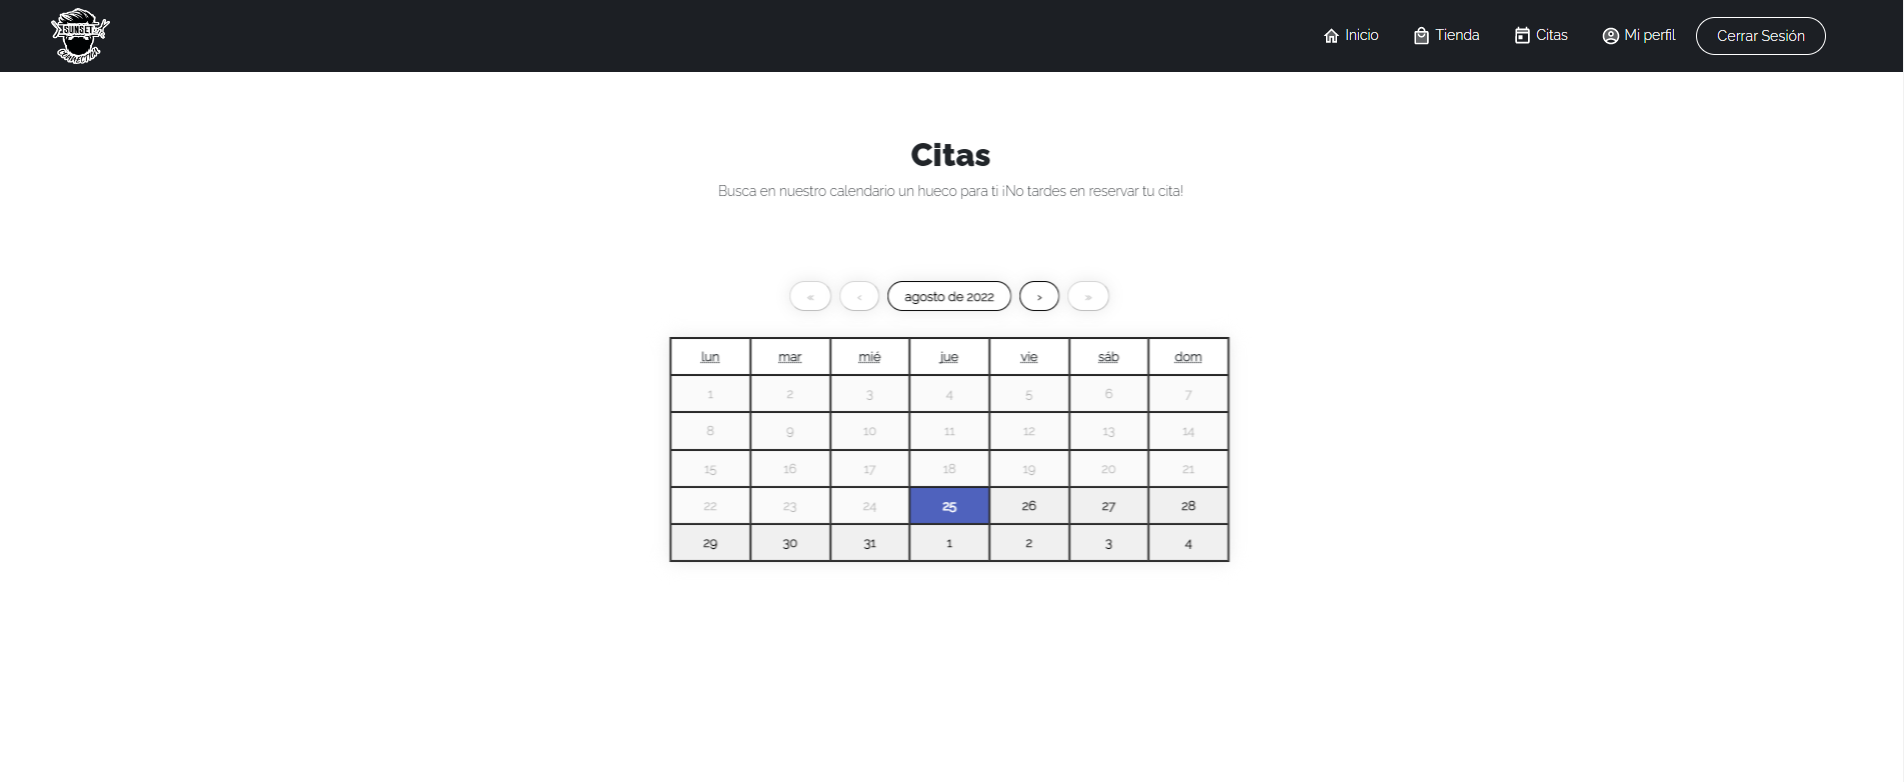 SUNSET
CONNECTION
Inicio
Tienda
Citas
Mi perfil
Cerrar Sesión
Citas
Busca en nuestro calendario un hueco para ti ¡No tardes en reservar tu cita!
« ‹ agosto de 2022 › »
lun mar mié jue vie sáb dom
1 2 3 4 5 6 7
8 9 10 11 12 13 14
15 16 17 18 19 20 21
22 23 24 25 26 27 28
29 30 31 1 2 3 4